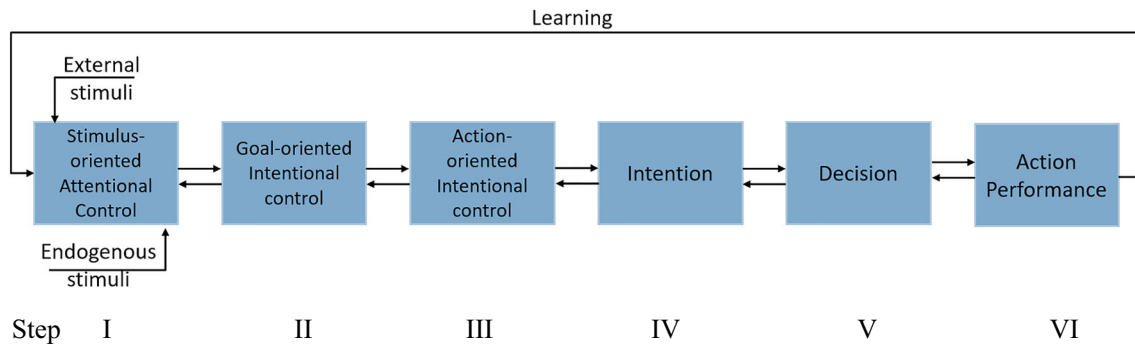 Learning
External
stimuli
Stimulus-
oriented
Attentional
Control
Goal-oriented
Intentional
control
Action-
oriented
Intentional
control
Intention
Decision
Action
Performance
Endogenous
stimuli
Step I II III IV V VI